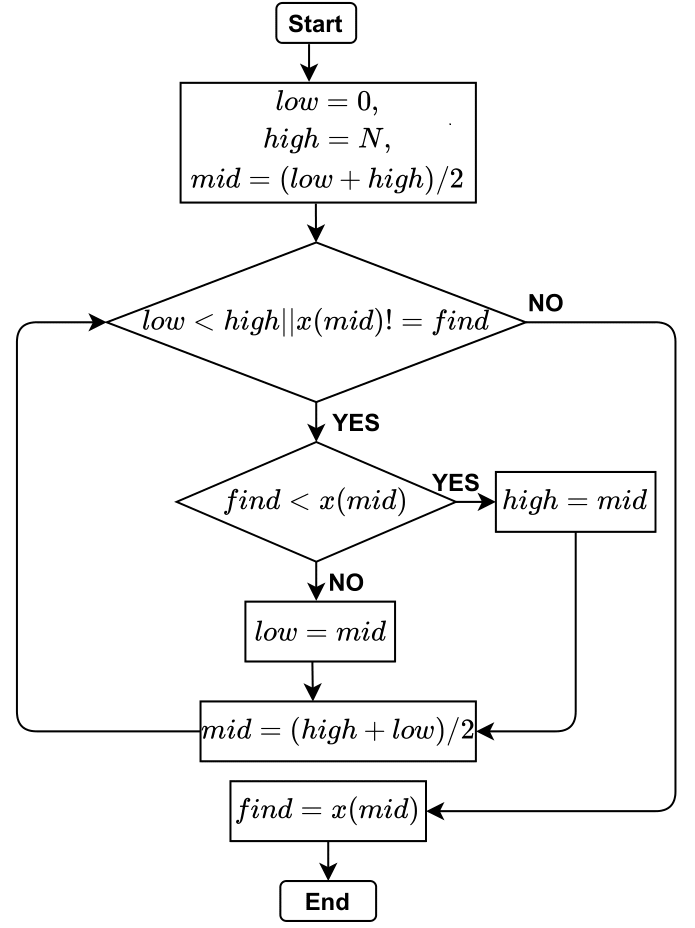 Start
low = 0,
high = N,
mid = (low + high)/2
low < high||x(mid)! = find
NO
YES
find < x(mid)
YES
high = mid
NO
low = mid
mid = (high + low)/2
find = x(mid)
End